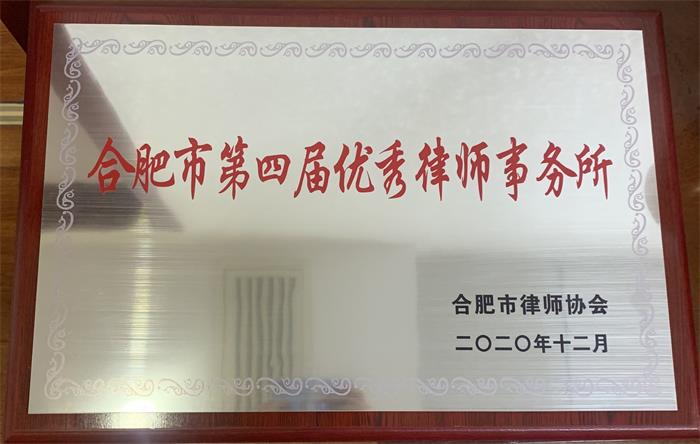 合肥市第四届优秀律师事务所
合肥市律师协会
二〇二〇年十二月